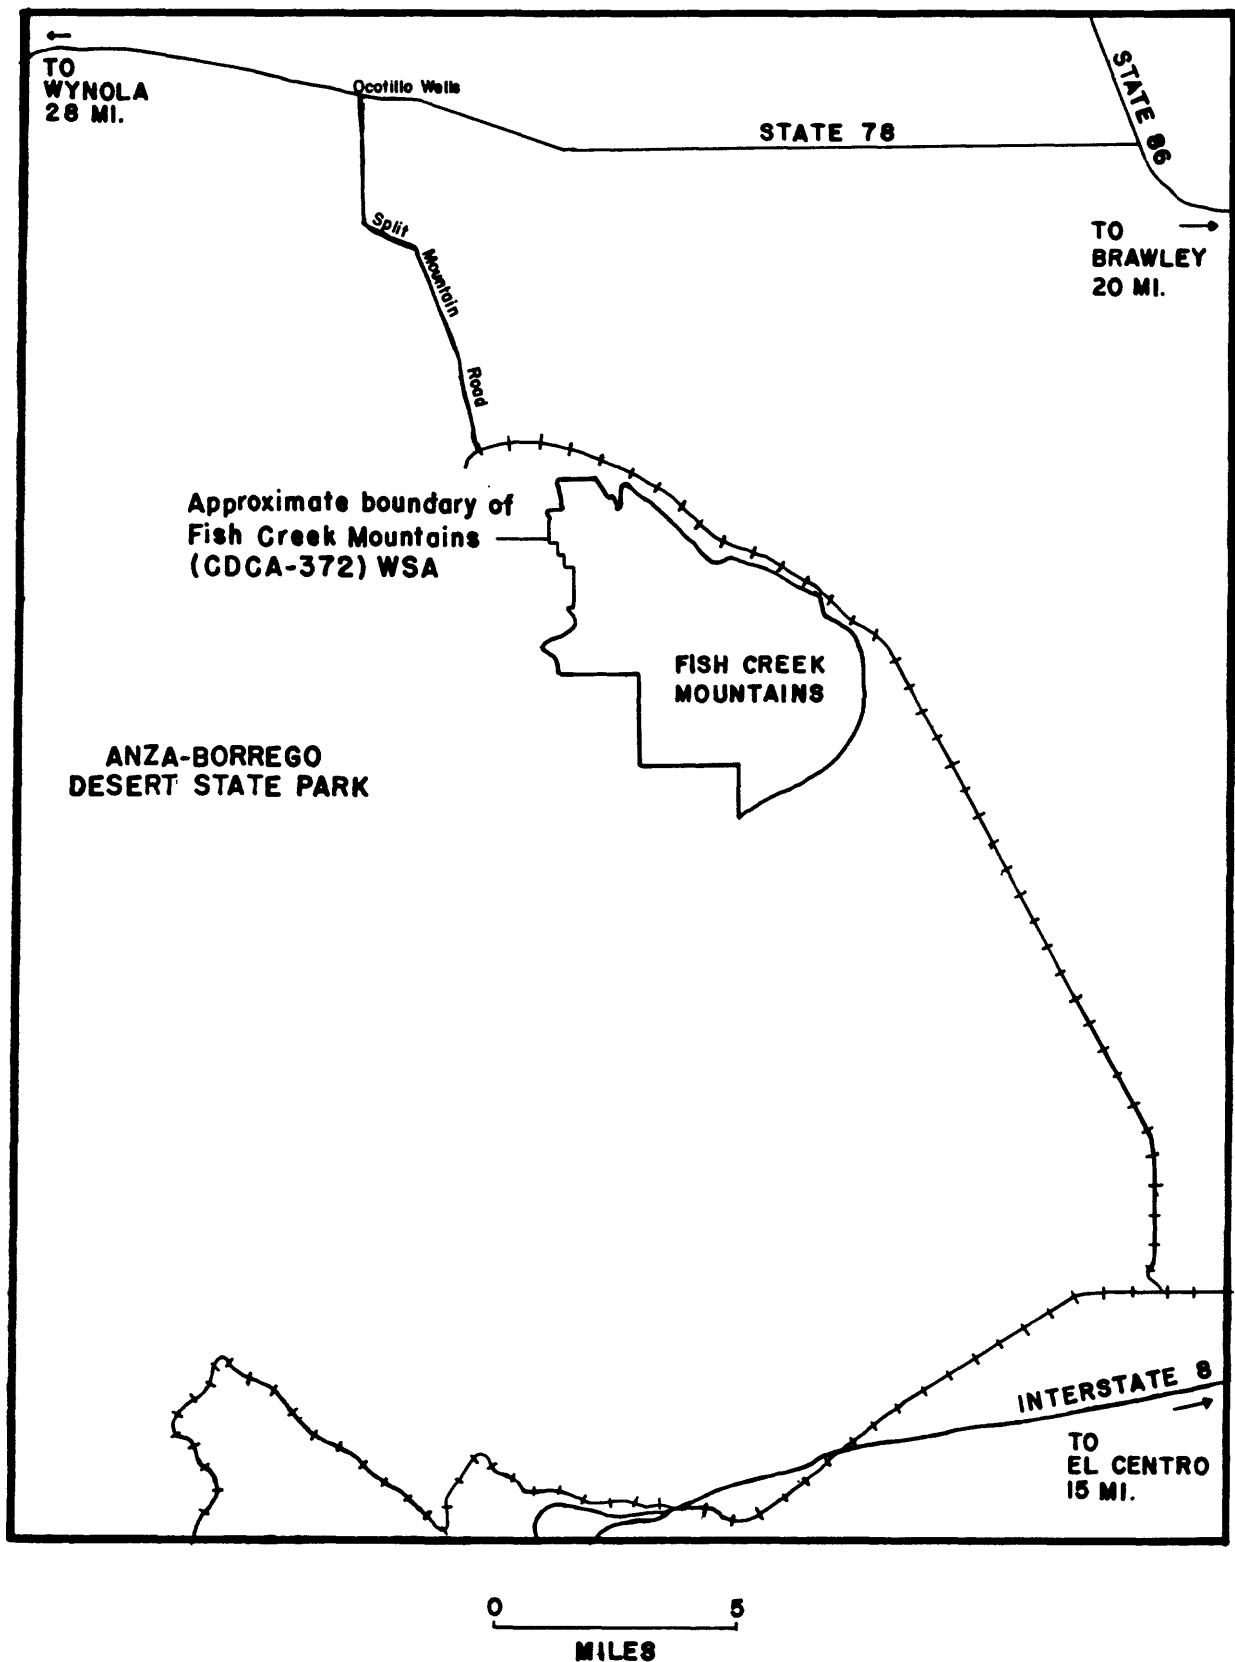 TO
WYNOLA
28 MI.
Ocotillo Wells
STATE 78
STATE 86
TO
BRAWLEY
20 MI.
Split
Mountain
Road
Approximate boundary of
Fish Creek Mountains
(CDCA-372) WSA
FISH CREEK
MOUNTAINS
ANZA-BORREGO
DESERT STATE PARK
INTERSTATE 8
TO
EL CENTRO
15 MI.
0 5
MILES